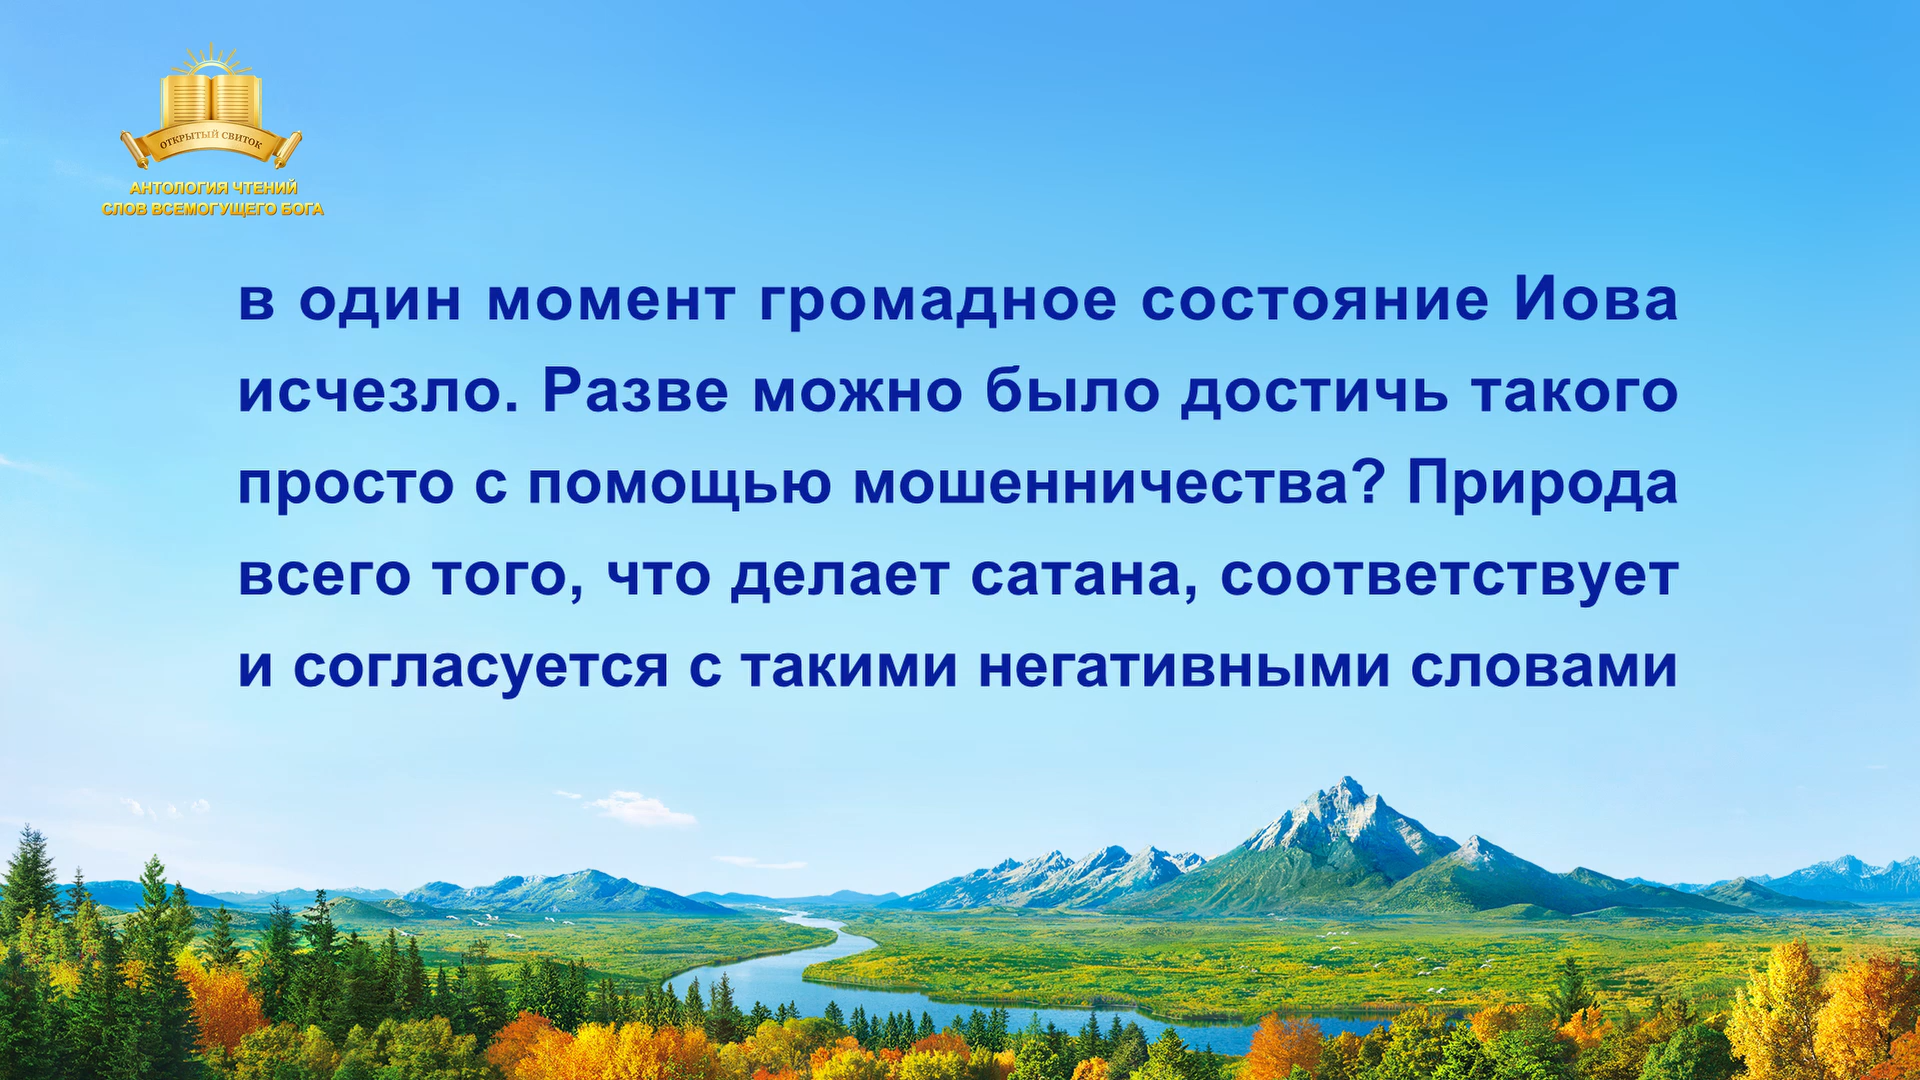 ОТКРЫТЫЙ СВИТОК
АНТОЛОГИЯ ЧТЕНИЙ
СЛОВ ВСЕМОГУЩЕГО БОГА
в один момент громадное состояние Иова
исчезло. Разве можно было достичь такого
просто с помощью мошенничества? Природа
всего того, что делает сатана, соответствует
и согласуется с такими негативными словами